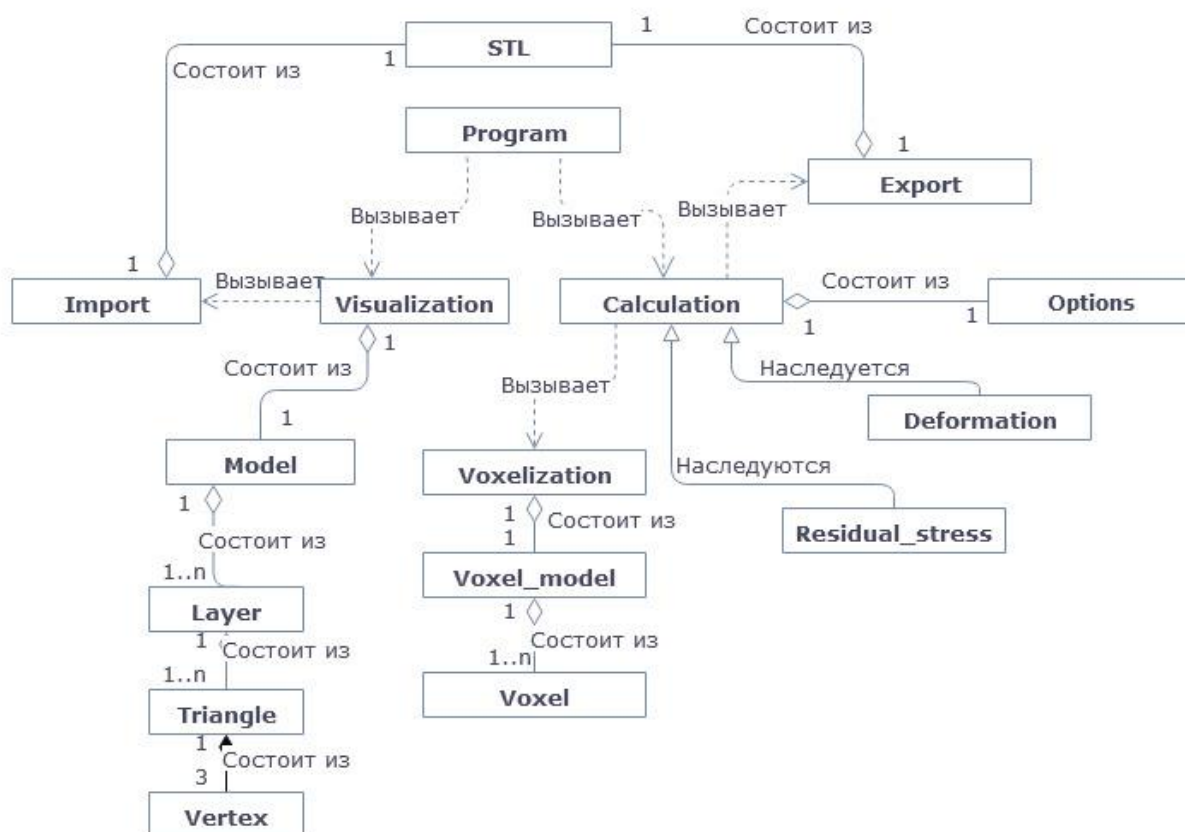 1
1
Состоит из
STL
1
Состоит из
1
Program
Export
Вызывает
Вызывает
Вызывает
1
Import
Вызывает
Visualization
1
Calculation
1
Состоит из
1
Options
Состоит из
1
Вызывает
Наследуется
Deformation
Model
1
Voxelization
Наследуются
Residual_stress
Состоит из
1..n
1
Состоит из
1
Layer
1
Voxel_model
1
Состоит из
1..n
Состоит из
1..n
Triangle
1
Voxel
Состоит из
3
Vertex